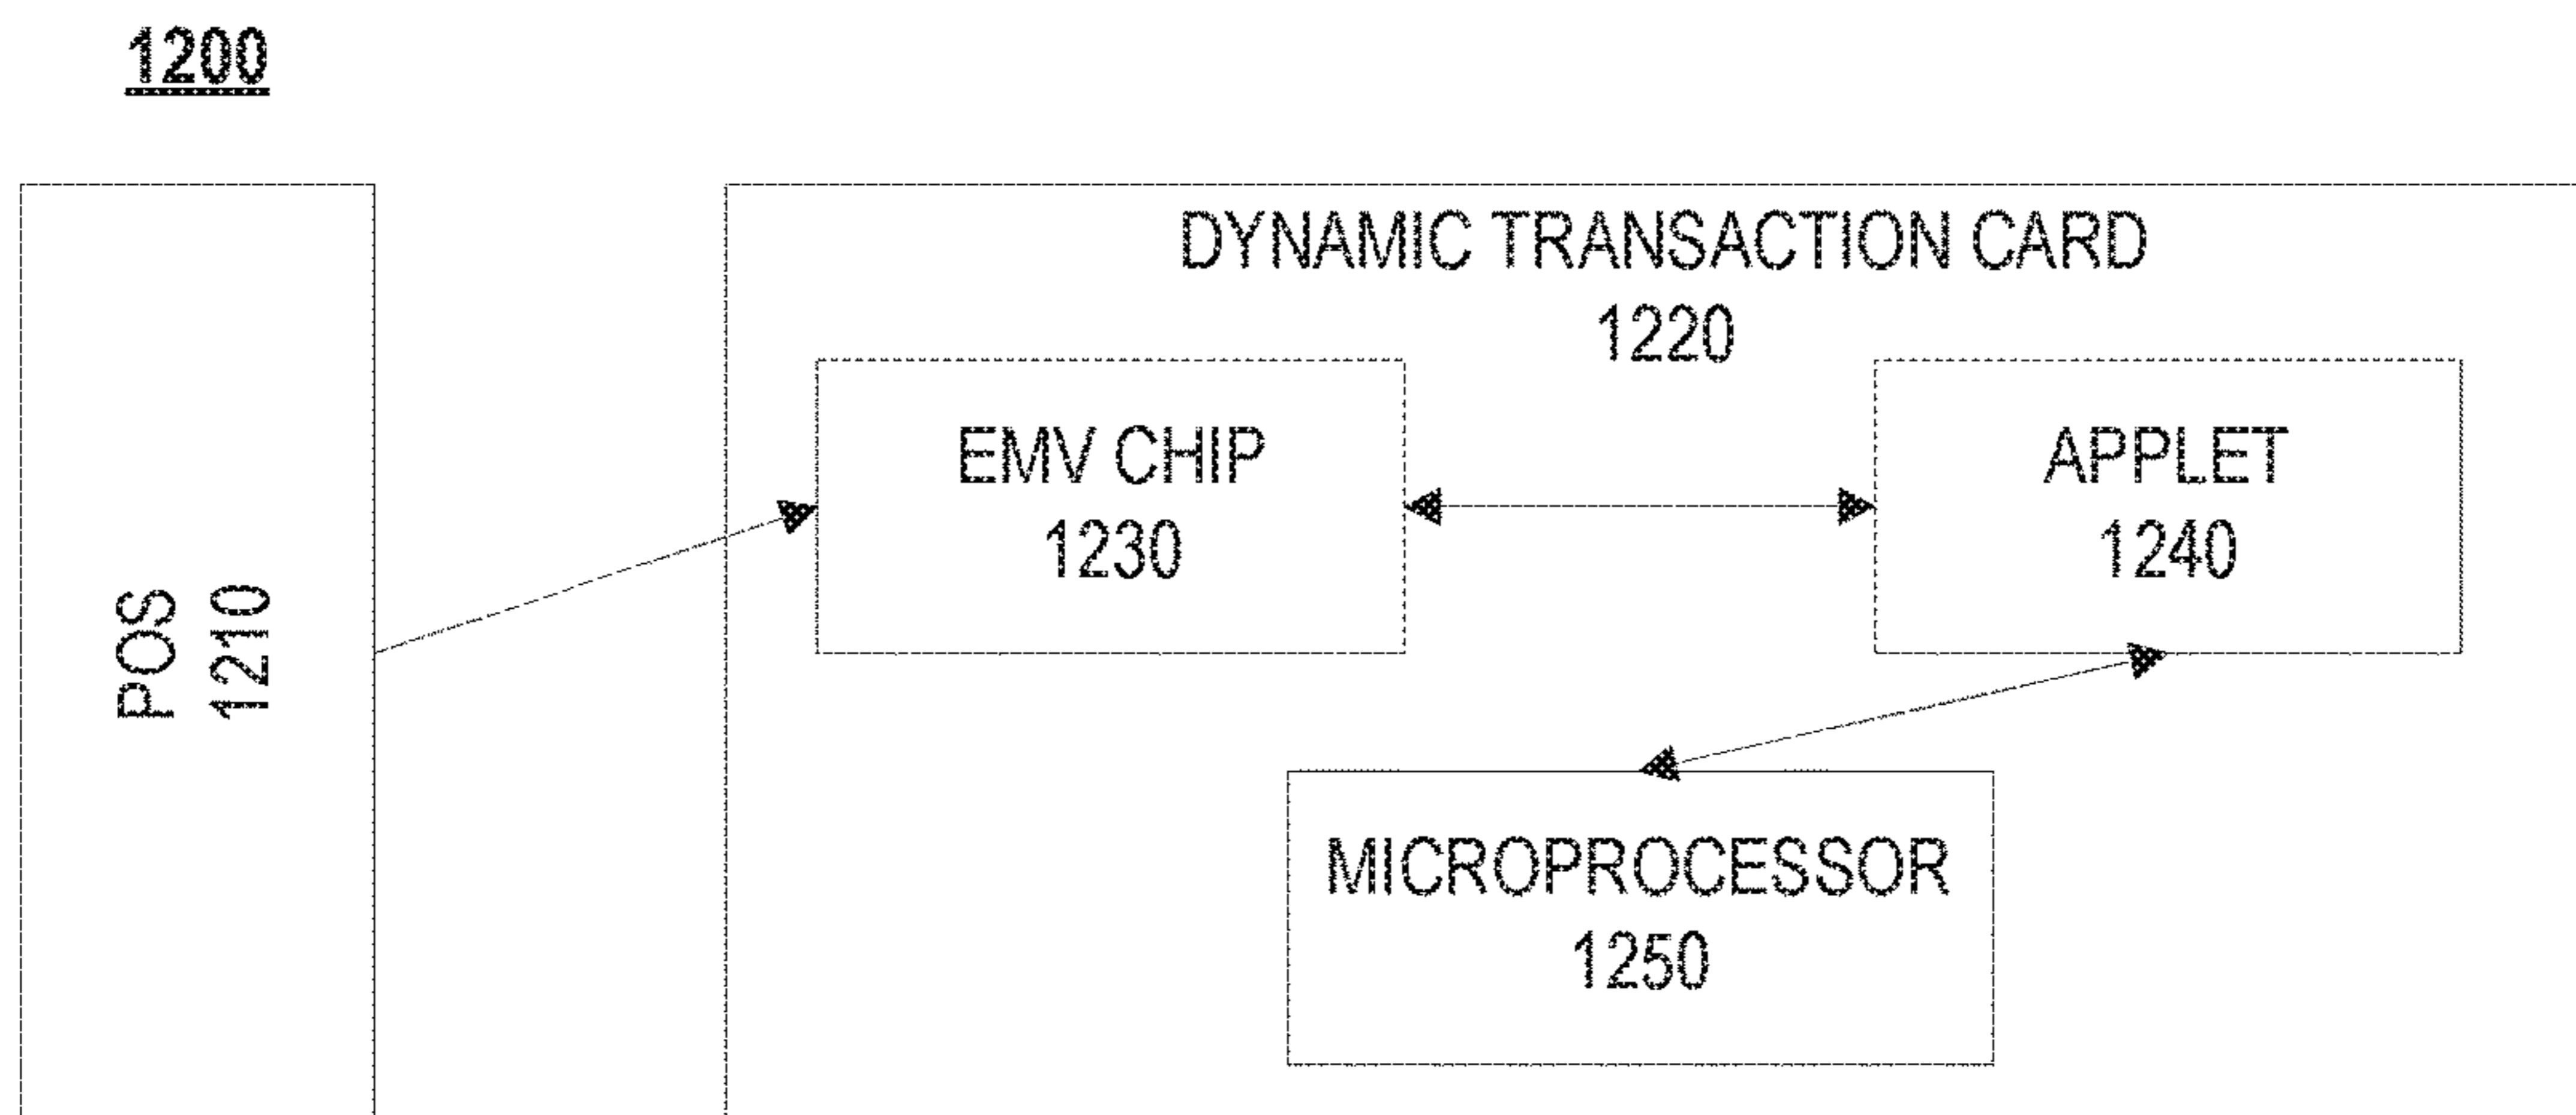 1200
POS
1210
DYNAMIC TRANSACTION CARD
1220
EMV CHIP
1230
APPLET
1240
MICROPROCESSOR
1250